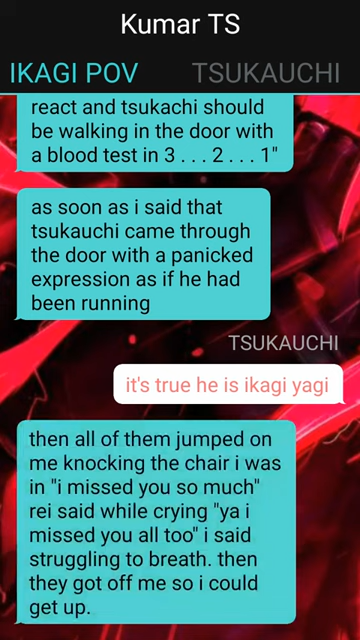 Kumar TS
IKAGI POV TSUKAUCHI
react and tsukachi should
be walking in the door with
a blood test in 3 . . . 2 . . . 1"
as soon as i said that
tsukauchi came through
the door with a panicked
expression as if he had
been running
TSUKAUCHI
it's true he is ikagi yagi
then all of them jumped on
me knocking the chair i was
in "i missed you so much"
rei said while crying "ya i
missed you all too" i said
struggling to breath. then
they got off me so i could
get up.